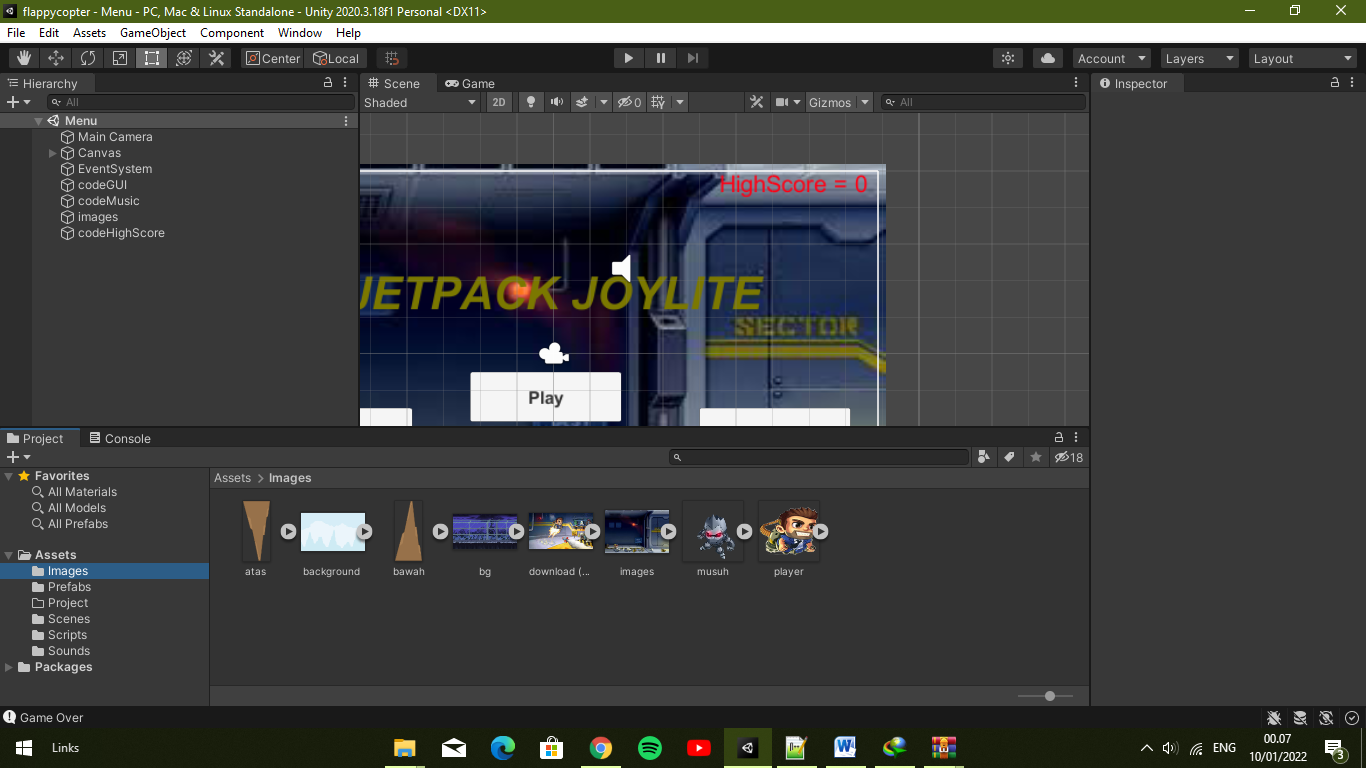 flappycopter - Menu - PC, Mac & Linux Standalone - Unity 2020.3.18f1 Personal <DX11>
File Edit Assets GameObject Component Window Help
Center Local Account Layers Layout
Hierarchy
All
Menu
Main Camera
Canvas
EventSystem
codeGUI
codeMusic
images
codeHighScore
Scene Game
Shaded 2D 0 Gizmos All
HighScore = 0
JETPACK JOYLITE
SECTOR
Play
Inspector
Project Console
18
Favorites
All Materials
All Models
All Prefabs
Assets
Images
Prefabs
Project
Scenes
Scripts
Sounds
Packages
Assets > Images
atas background bawah bg download (... images musuh player
Game Over
Links
ENG
00.07
10/01/2022
3